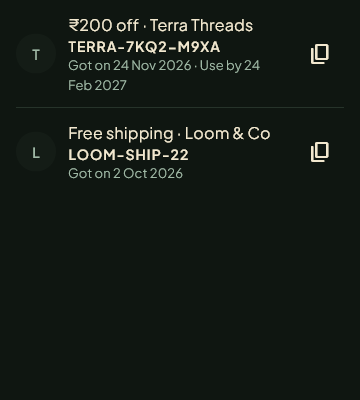 T
₹200 off · Terra Threads
TERRA-7KQ2-M9XA
Got on 24 Nov 2026 · Use by 24
Feb 2027
L
Free shipping · Loom & Co
LOOM-SHIP-22
Got on 2 Oct 2026